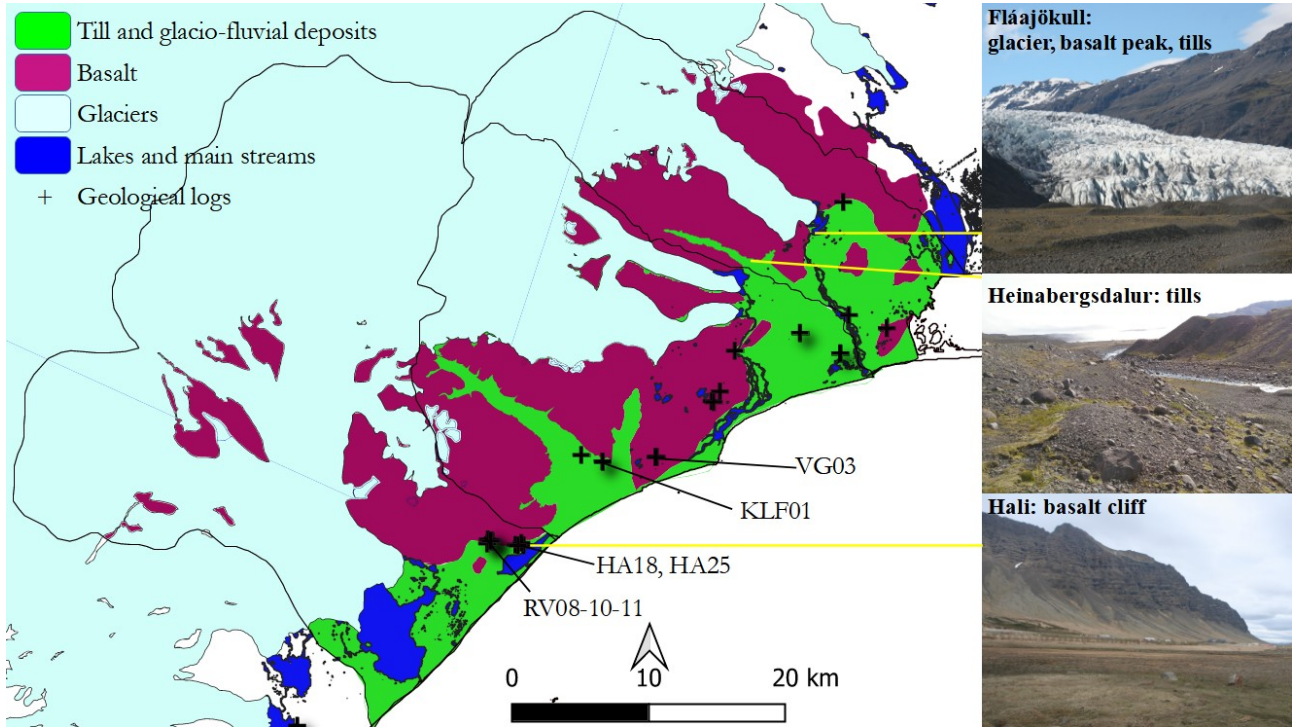 Till and glacio-fluvial deposits
Basalt
Glaciers
Lakes and main streams
+ Geological logs
VG03
KLF01
HA18, HA25
RV08-10-11
0 10 20 km
Fláajökull:
glacier, basalt peak, tills
Heinabergsdalur: tills
Hali: basalt cliff